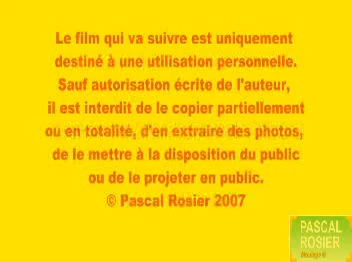 Le film qui va suivre est uniquement
destiné à une utilisation personnelle.
Sauf autorisation écrite de l'auteur,
il est interdit de le copier partiellement
ou en totalité, d'en extraire des photos,
de le mettre à la disposition du public
ou de le projeter en public.
© Pascal Rosier 2007
PASCAL
ROSIER